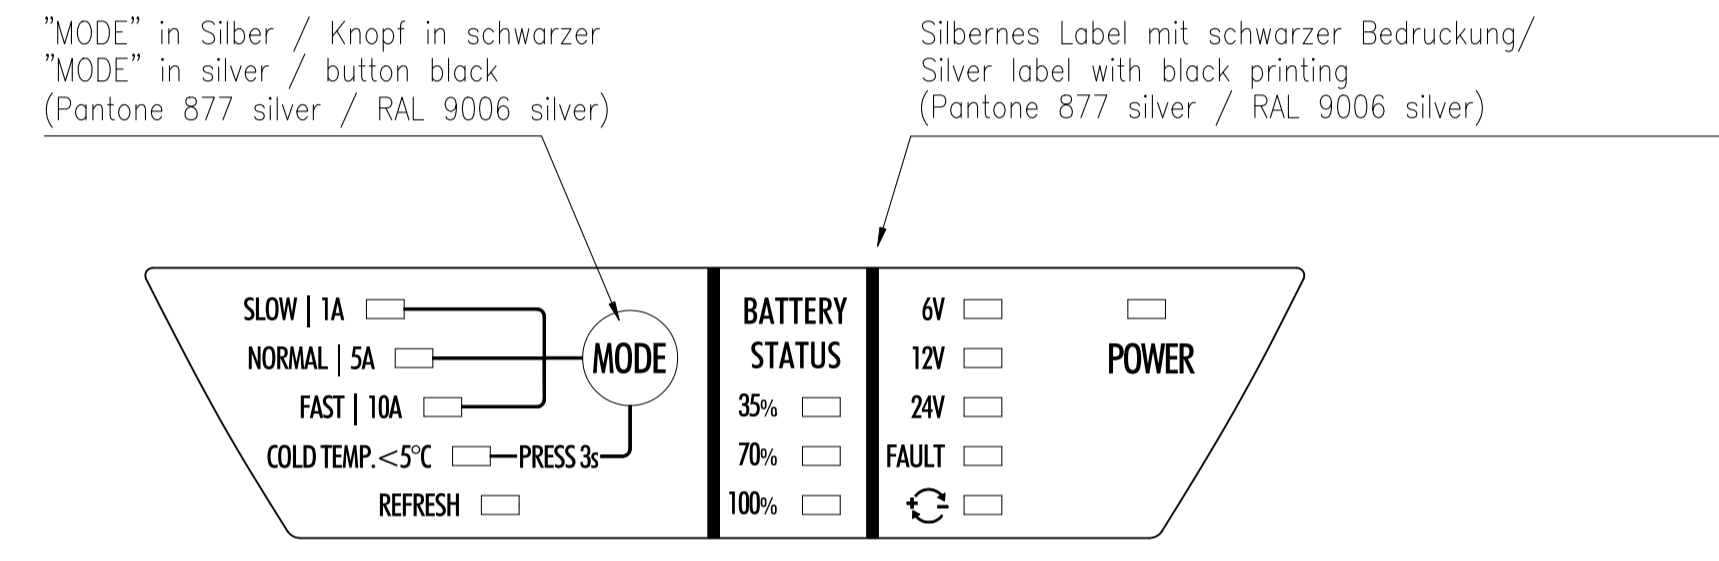 "MODE" in Silber / Knopf in schwarzer
"MODE" in silver / button black
(Pantone 877 silver / RAL 9006 silver)
Silbernes Label mit schwarzer Bedruckung/
Silver label with black printing
(Pantone 877 silver / RAL 9006 silver)
SLOW | 1A
NORMAL | 5A
FAST | 10A
COLD TEMP.<5°C
PRESS 3s
REFRESH
MODE
BATTERY
STATUS
35%
70%
100%
6V
12V
24V
FAULT
+ -
POWER